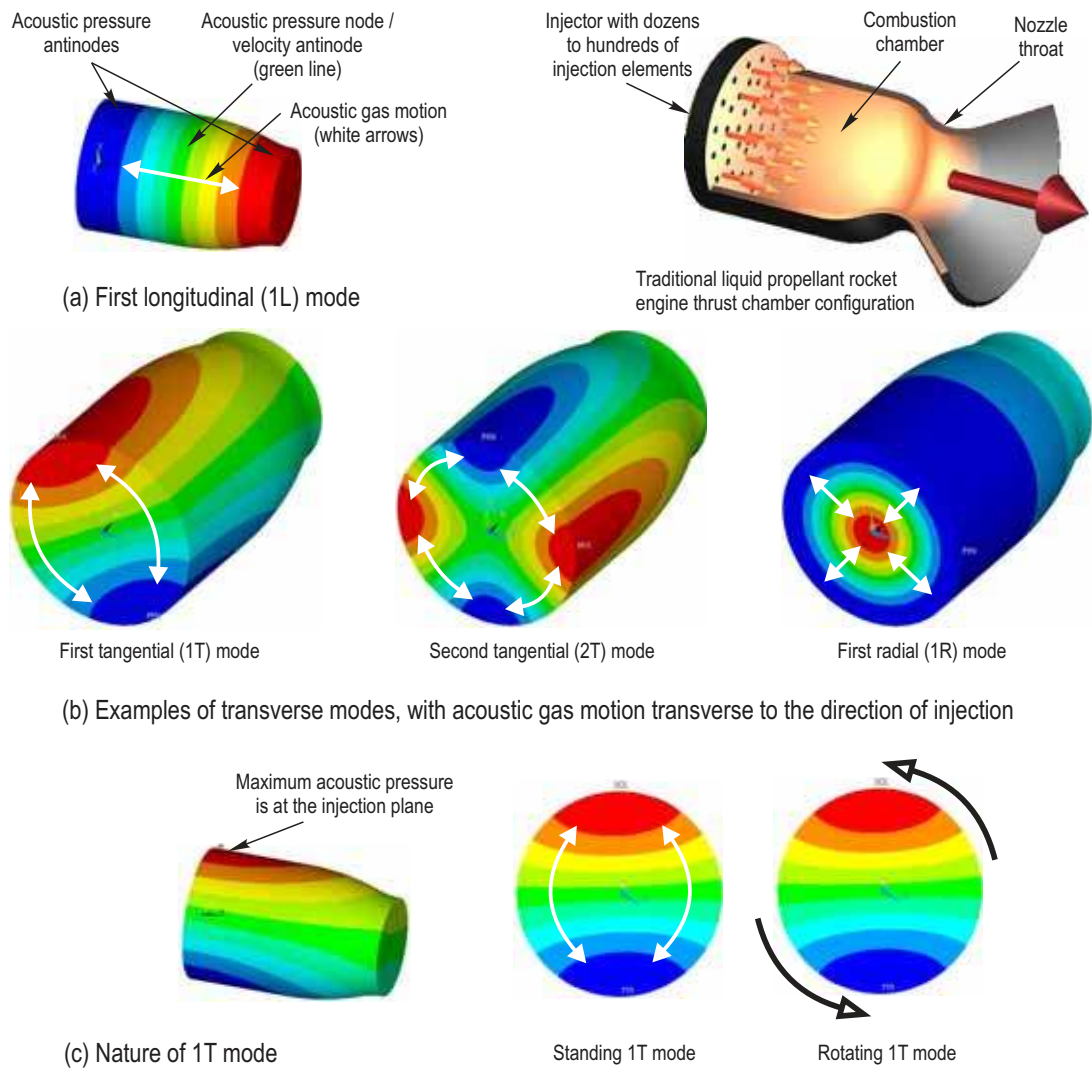 Acoustic pressure
antinodes
Acoustic pressure node /
velocity antinode
(green line)
Acoustic gas motion
(white arrows)
Injector with dozens
to hundreds of
injection elements
Combustion
chamber
Nozzle
throat
(a) First longitudinal (1L) mode
Traditional liquid propellant rocket
engine thrust chamber configuration
First tangential (1T) mode
Second tangential (2T) mode
First radial (1R) mode
(b) Examples of transverse modes, with acoustic gas motion transverse to the direction of injection
Maximum acoustic pressure
is at the injection plane
(c) Nature of 1T mode
Standing 1T mode
Rotating 1T mode